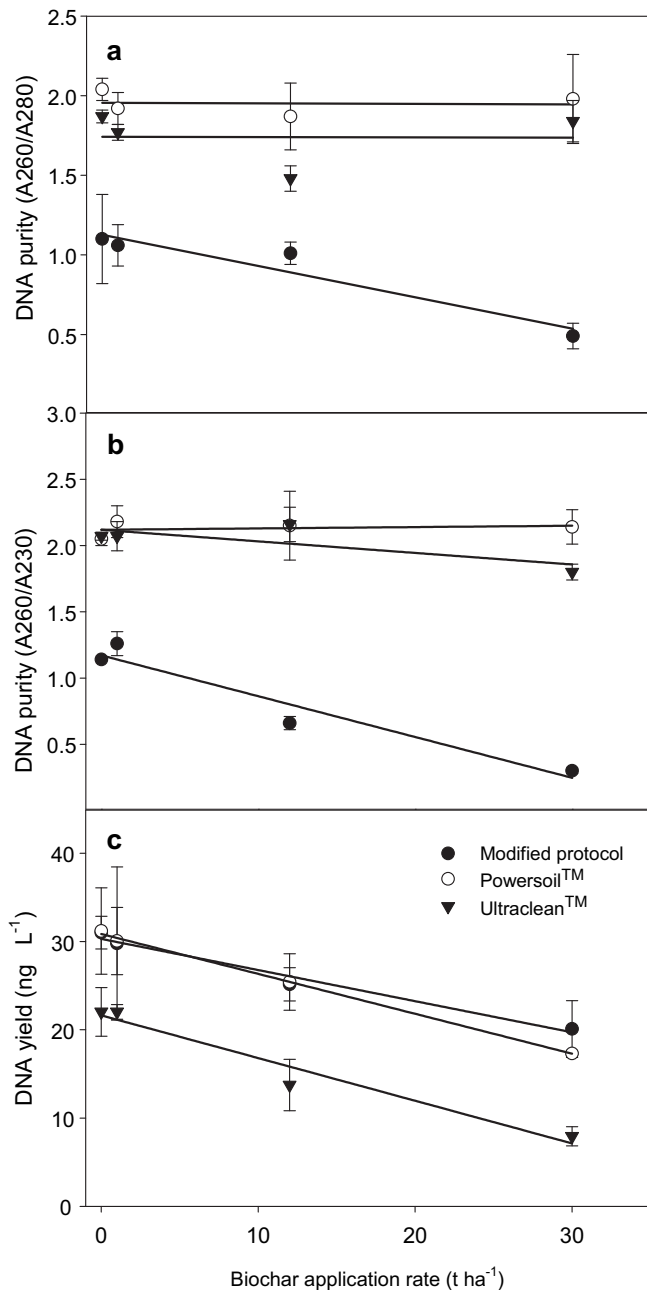 a
2.5
2.0
1.5
1.0
0.5
DNA purity (A260/A280)
b
3.0
2.5
2.0
1.5
1.0
0.5
DNA purity (A260/A230)
c
Modified protocol
Powersoil™
Ultraclean™
40
30
20
10
0
DNA yield (ng L⁻¹)
0 10 20 30
Biochar application rate (t ha⁻¹)